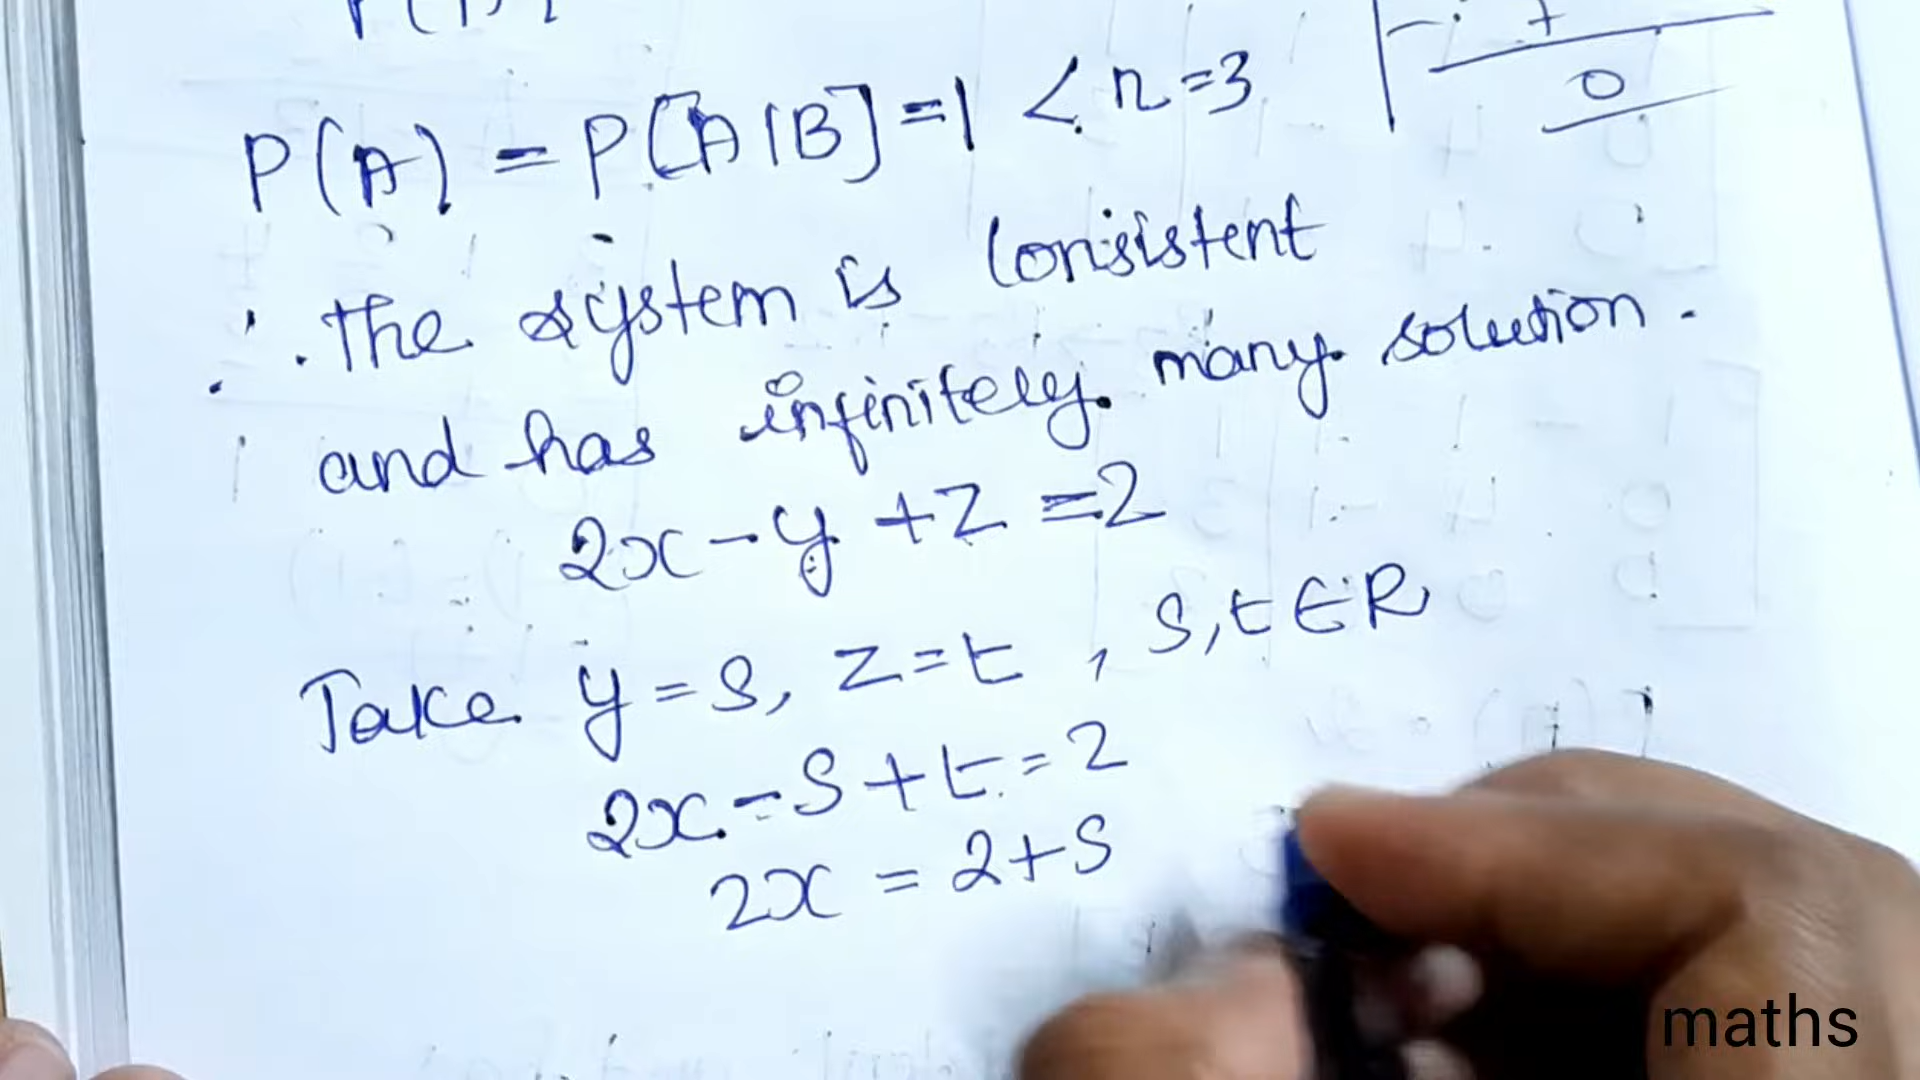 P(A) = P[A|B] = 1 < n = 3
0
∴ The system is consistent
and has infinitely many solution.
2x - y + z = 2
Take y = s, z = t , s, t ∈ R
2x - s + t = 2
2x = 2 + s
maths